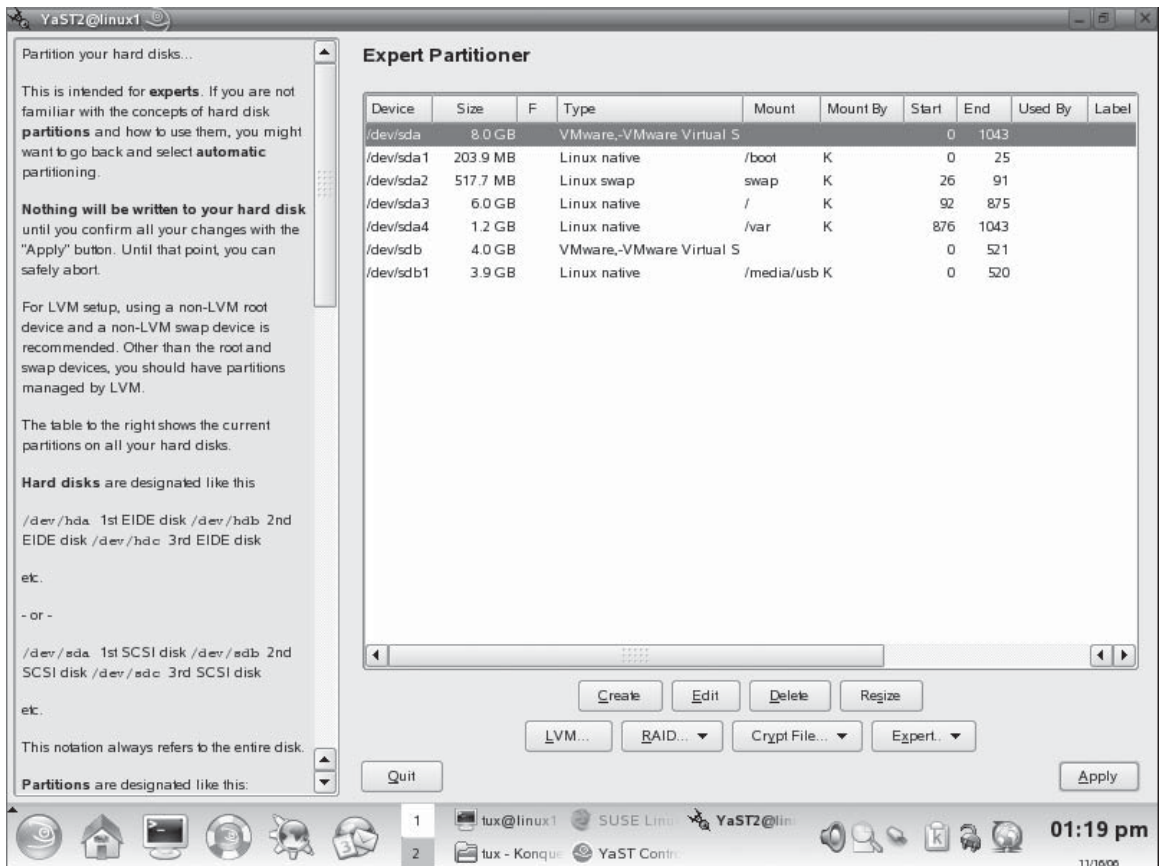 YaST2@linux1
Partition your hard disks...
This is intended for experts. If you are not
familiar with the concepts of hard disk
partitions and how to use them, you might
want to go back and select automatic
partitioning.
Nothing will be written to your hard disk
until you confirm all your changes with the
"Apply" button. Until that point, you can
safely abort.
For LVM setup, using a non-LVM root
device and a non-LVM swap device is
recommended. Other than the root and
swap devices, you should have partitions
managed by LVM.
The table to the right shows the current
partitions on all your hard disks.
Hard disks are designated like this
/dev/hda 1st EIDE disk /dev/hdb 2nd
EIDE disk /dev/hdc 3rd EIDE disk
etc.
- or -
/dev/sda 1st SCSI disk /dev/sdb 2nd
SCSI disk /dev/sdc 3rd SCSI disk
etc.
This notation always refers to the entire disk.
Partitions are designated like this:
Expert Partitioner
Device Size F Type Mount Mount By Start End Used By Label
/dev/sda 8.0 GB VMware,-VMware Virtual S 0 1043
/dev/sda1 203.9 MB Linux native /boot K 0 25
/dev/sda2 517.7 MB Linux swap swap K 26 91
/dev/sda3 6.0 GB Linux native / K 92 875
/dev/sda4 1.2 GB Linux native /var K 876 1043
/dev/sdb 4.0 GB VMware,-VMware Virtual S 0 521
/dev/sdb1 3.9 GB Linux native /media/usb K 0 520
Create Edit Delete Resize
LVM... RAID... Crypt File... Expert..
Quit Apply
1 tux@linux1 SUSE Linu YaST2@lin
2 tux - Konque YaST Contr
01:19 pm
11/16/06